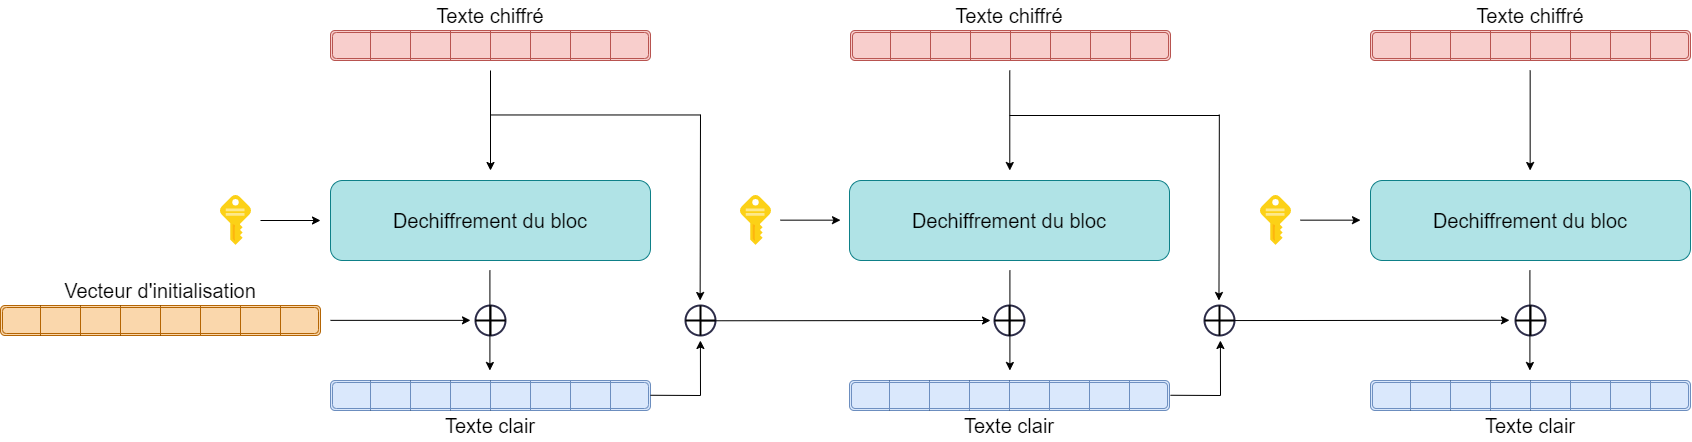 Texte chiffré
Texte chiffré
Texte chiffré
Dechiffrement du bloc
Dechiffrement du bloc
Dechiffrement du bloc
Vecteur d'initialisation
Texte clair
Texte clair
Texte clair